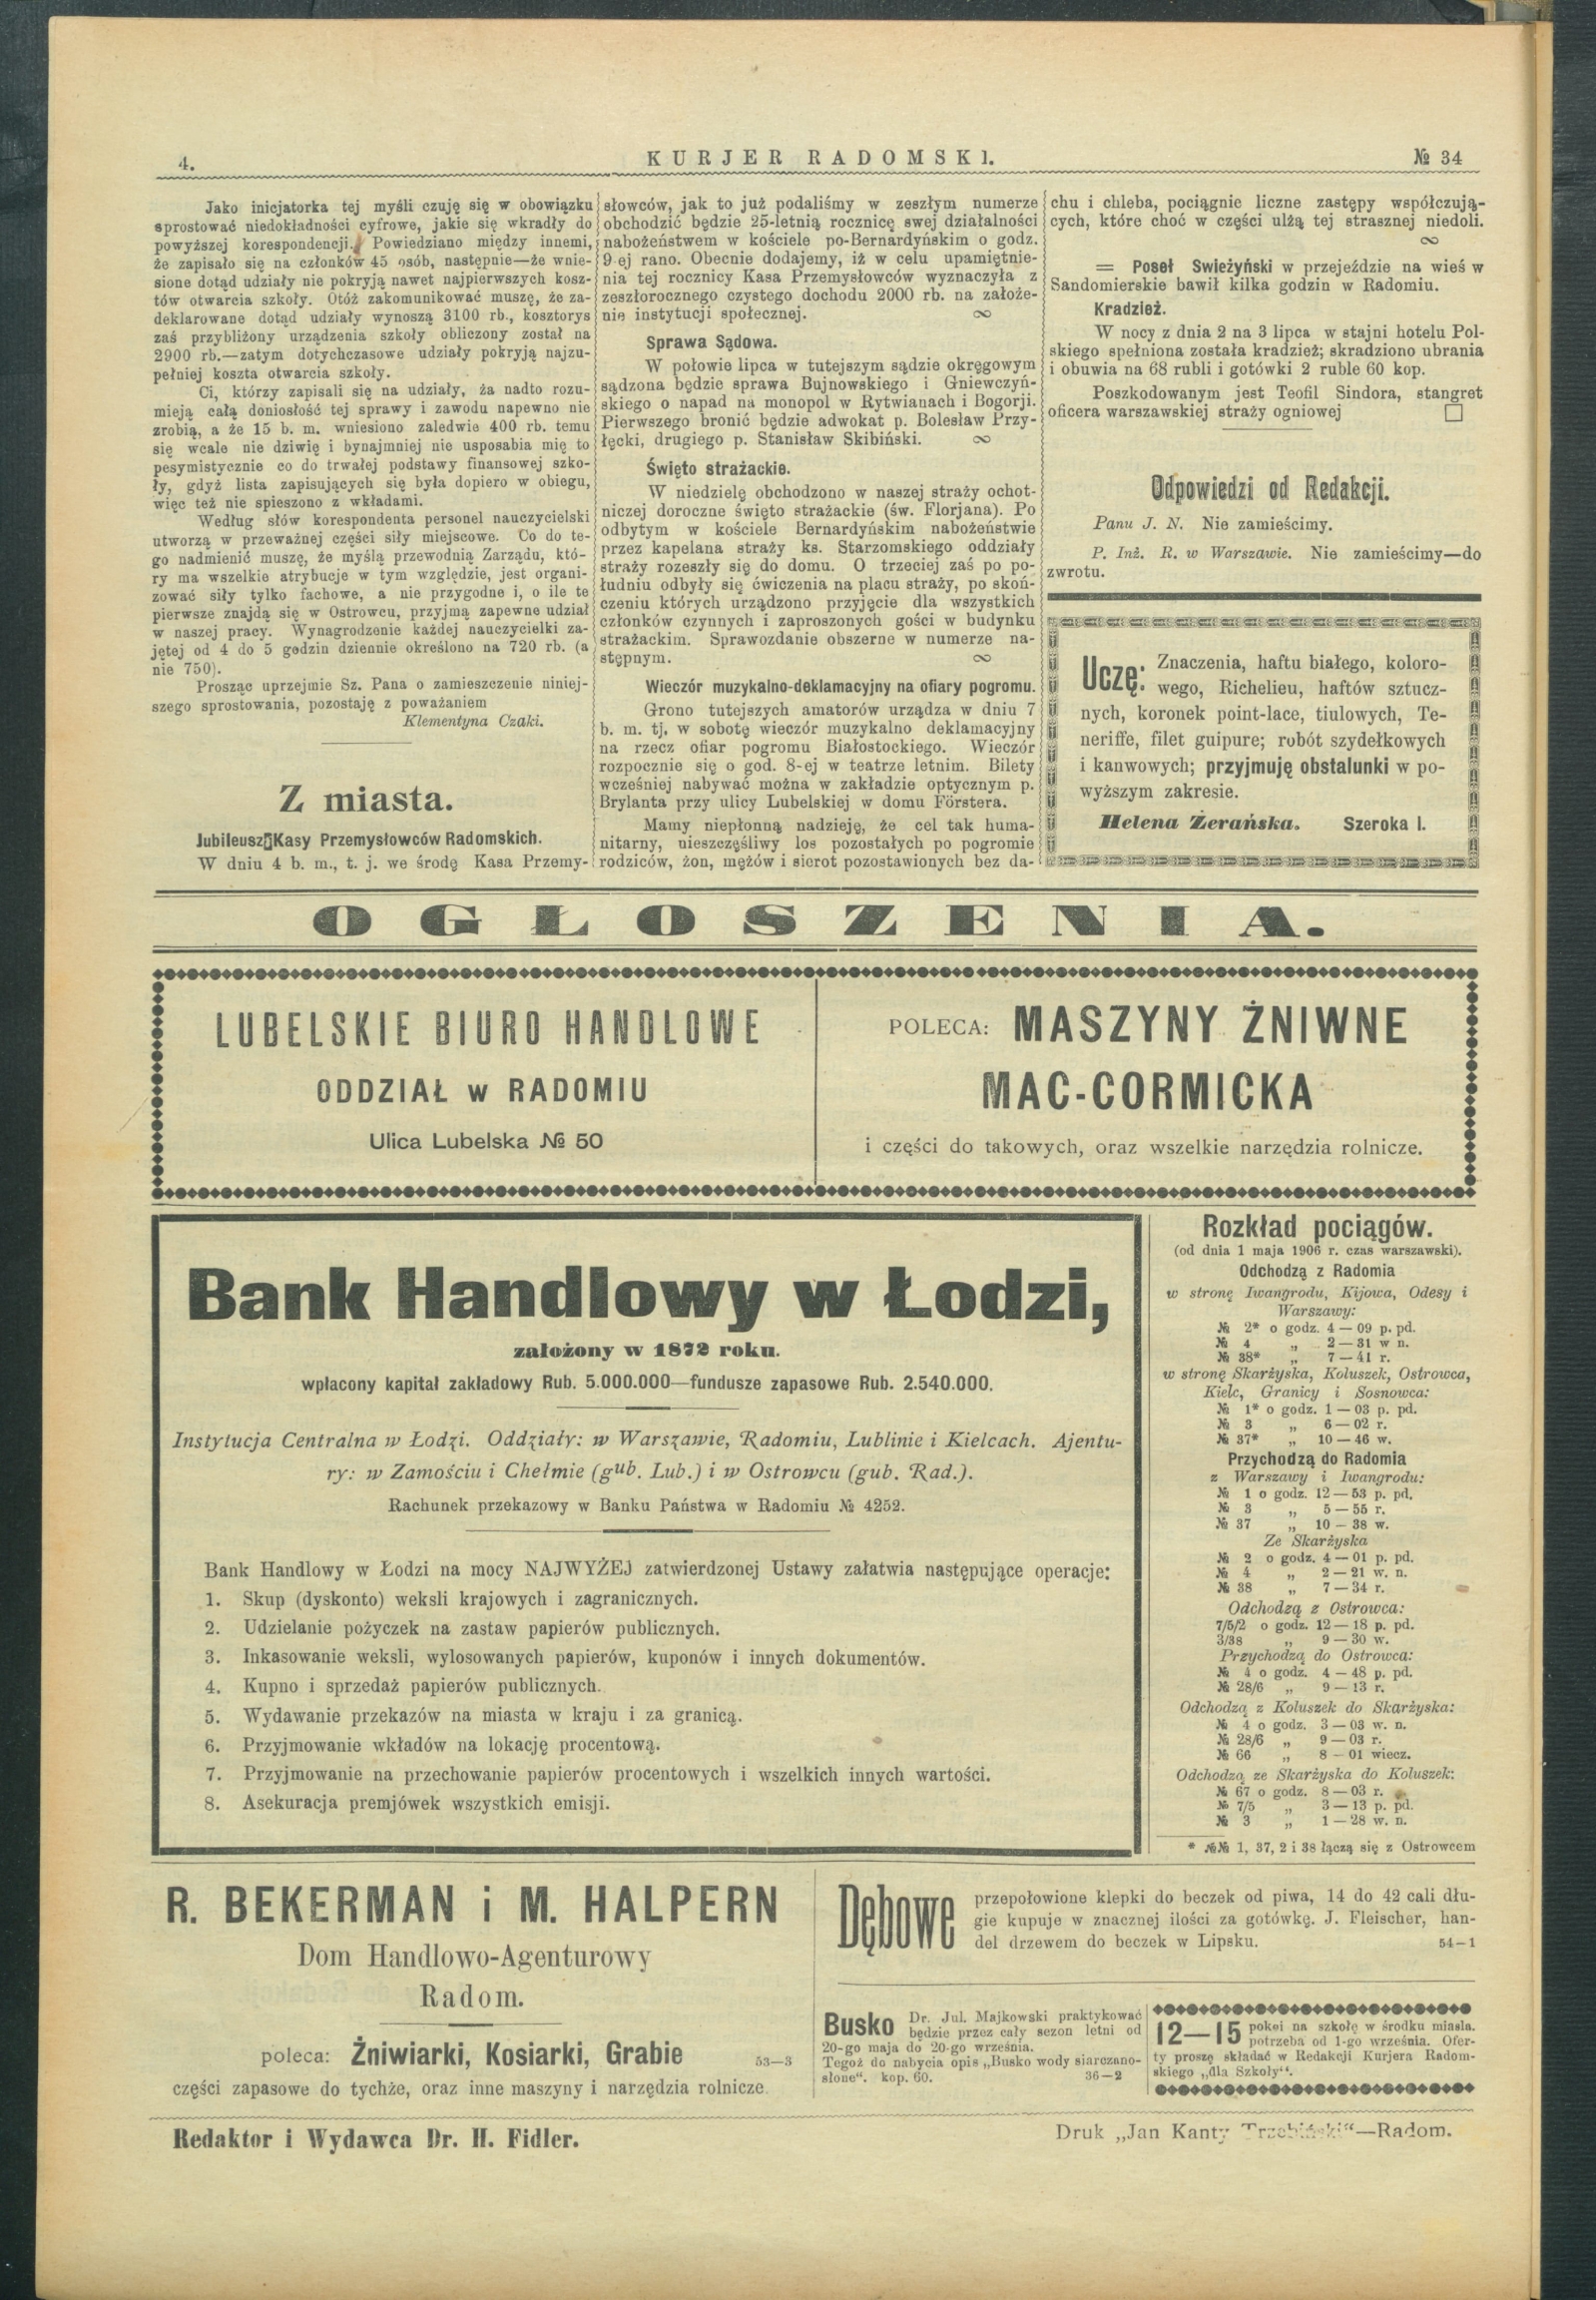 4.
KURJER RADOMSKI.
№ 34
Jako inicjatorka tej myśli czuję się w obowiązku
sprostować niedokładności cyfrowe, jakie się wkradły do
powyższej korespondencji. Powiedziano między innemi,
że zapisało się na członków 45 osób, następnie—że wnie-
sione dotąd udziały nie pokryją nawet najpierwszych kosz-
tów otwarcia szkoły. Otóż zakomunikować muszę, że za-
deklarowane dotąd udziały wynoszą 3100 rb., kosztorys
zaś przybliżony urządzenia szkoły obliczony został na
2900 rb.—zatym dotychczasowe udziały pokryją najzu-
pełniej koszta otwarcia szkoły.
Ci, którzy zapisali się na udziały, ża nadto rozu-
mieją całą doniosłość tej sprawy i zawodu napewno nie
zrobią, a że 15 b. m. wniesiono zaledwie 400 rb. temu
się wcale nie dziwię i bynajmniej nie usposabia mię to
pesymistycznie co do trwałej podstawy finansowej szko-
ły, gdyż lista zapisujących się była dopiero w obiegu,
więc też nie spieszono z wkładami.
Według słów korespondenta personel nauczycielski
utworzą w przeważnej części siły miejscowe. Co do te-
go nadmienić muszę, że myślą przewodnią Zarządu, któ-
ry ma wszelkie atrybucje w tym względzie, jest organi-
zować siły tylko fachowe, a nie przygodne i, o ile te
pierwsze znajdą się w Ostrowcu, przyjmą zapewne udział
w naszej pracy. Wynagrodzenie każdej nauczycielki za-
jętej od 4 do 5 godzin dziennie określono na 720 rb. (a
nie 750).
Prosząc uprzejmie Sz. Pana o zamieszczenie niniej-
szego sprostowania, pozostaję z poważaniem
Klementyna Czaki.
Z miasta.
Jubileusz Kasy Przemysłowców Radomskich.
W dniu 4 b. m., t. j. we środę Kasa Przemy-
słowców, jak to już podaliśmy w zeszłym numerze
obchodzić będzie 25-letnią rocznicę swej działalności
nabożeństwem w kościele po-Bernardyńskim o godz.
9-ej rano. Obecnie dodajemy, iż w celu upamiętnie-
nia tej rocznicy Kasa Przemysłowców wyznaczyła z
zeszłorocznego czystego dochodu 2000 rb. na założe-
nie instytucji społecznej. ∞
Sprawa Sądowa.
W połowie lipca w tutejszym sądzie okręgowym
sądzona będzie sprawa Bujnowskiego i Gniewczyń-
skiego o napad na monopol w Rytwianach i Bogorji.
Pierwszego bronić będzie adwokat p. Bolesław Przy-
łęcki, drugiego p. Stanisław Skibiński. ∞
Święto strażackie.
W niedzielę obchodzono w naszej straży ochot-
niczej doroczne święto strażackie (św. Florjana). Po
odbytym w kościele Bernardyńskim nabożeństwie
przez kapelana straży ks. Starzomskiego oddziały
straży rozeszły się do domu. O trzeciej zaś po po-
łudniu odbyły się ćwiczenia na placu straży, po skoń-
czeniu których urządzono przyjęcie dla wszystkich
członków czynnych i zaproszonych gości w budynku
strażackim. Sprawozdanie obszerne w numerze na-
stępnym. ∞
Wieczór muzykalno-deklamacyjny na ofiary pogromu.
Grono tutejszych amatorów urządza w dniu 7
b. m. tj. w sobotę wieczór muzykalno deklamacyjny
na rzecz ofiar pogromu Białostockiego. Wieczór
rozpocznie się o god. 8-ej w teatrze letnim. Bilety
wcześniej nabywać można w zakładzie optycznym p.
Brylanta przy ulicy Lubelskiej w domu Förstera.
Mamy niepłonną nadzieję, że cel tak huma-
nitarny, nieszczęśliwy los pozostałych po pogromie
rodziców, żon, mężów i sierot pozostawionych bez da-
chu i chleba, pociągnie liczne zastępy współczują-
cych, które choć w części ulżą tej strasznej niedoli.
∞
= Poseł Swieżyński w przejeździe na wieś w
Sandomierskie bawił kilka godzin w Radomiu.
Kradzież.
W nocy z dnia 2 na 3 lipca w stajni hotelu Pol-
skiego spełniona została kradzież; skradziono ubrania
i obuwia na 68 rubli i gotówki 2 ruble 60 kop.
Poszkodowanym jest Teofil Sindora, stangret
oficera warszawskiej straży ogniowej □
Odpowiedzi od Redakcji.
Panu J. N. Nie zamieścimy.
P. Inż. R. w Warszawie. Nie zamieścimy—do
zwrotu.
Uczę: Znaczenia, haftu białego, koloro-
wego, Richelieu, haftów sztucz-
nych, koronek point-lace, tiulowych, Te-
neriffe, filet guipure; robót szydełkowych
i kanwowych; przyjmuję obstalunki w po-
wyższym zakresie.
Helena Żerańska. Szeroka I.
OGŁOSZENIA.
LUBELSKIE BIURO HANDLOWE
ODDZIAŁ w RADOMIU
Ulica Lubelska № 50
POLECA: MASZYNY ŻNIWNE
MAC-CORMICKA
i części do takowych, oraz wszelkie narzędzia rolnicze.
Bank Handlowy w Łodzi,
założony w 1872 roku.
wpłacony kapitał zakładowy Rub. 5.000.000—fundusze zapasowe Rub. 2.540.000.
Instytucja Centralna w Łodzi. Oddziały: w Warszawie, Radomiu, Lublinie i Kielcach. Ajentu-
ry: w Zamościu i Chełmie (gub. Lub.) i w Ostrowcu (gub. Rad.).
Rachunek przekazowy w Banku Państwa w Radomiu № 4252.
Bank Handlowy w Łodzi na mocy NAJWYŻEJ zatwierdzonej Ustawy załatwia następujące operacje:
1. Skup (dyskonto) weksli krajowych i zagranicznych.
2. Udzielanie pożyczek na zastaw papierów publicznych.
3. Inkasowanie weksli, wylosowanych papierów, kuponów i innych dokumentów.
4. Kupno i sprzedaż papierów publicznych.
5. Wydawanie przekazów na miasta w kraju i za granicą.
6. Przyjmowanie wkładów na lokację procentową.
7. Przyjmowanie na przechowanie papierów procentowych i wszelkich innych wartości.
8. Asekuracja premjówek wszystkich emisji.
Rozkład pociągów.
(od dnia 1 maja 1906 r. czas warszawski).
Odchodzą z Radomia
w stronę Iwangrodu, Kijowa, Odesy i
Warszawy:
№ 2* o godz. 4—09 p. pd.
№ 4 „ 2—31 w n.
№ 38* „ 7—41 r.
w stronę Skarżyska, Koluszek, Ostrowca,
Kielc, Granicy i Sosnowca:
№ 1* o godz. 1—03 p. pd.
№ 3 „ 6—02 r.
№ 37* „ 10—46 w.
Przychodzą do Radomia
z Warszawy i Iwangrodu:
№ 1 o godz. 12—53 p. pd.
№ 3 „ 5—55 r.
№ 37 „ 10—38 w.
Ze Skarżyska
№ 2 o godz. 4—01 p. pd.
№ 4 „ 2—21 w. n.
№ 38 „ 7—34 r.
Odchodzą z Ostrowca:
7/5/2 o godz. 12—18 p. pd.
3/38 „ 9—30 w.
Przychodzą do Ostrowca:
№ 4 o godz. 4—48 p. pd.
№ 28/6 „ 9—13 r.
Odchodzą z Koluszek do Skarżyska:
№ 4 o godz. 3—03 w. n.
№ 28/6 „ 9—03 r.
№ 66 „ 8—01 wiecz.
Odchodzą ze Skarżyska do Koluszek:
№ 67 o godz. 8—03 r.
№ 7/5 „ 3—13 p. pd.
№ 3 „ 1—28 w. n.
* №№ 1, 37, 2 i 38 łączą się z Ostrowcem
R. BEKERMAN i M. HALPERN
Dom Handlowo-Agenturowy
Radom.
poleca: Żniwiarki, Kosiarki, Grabie 53—3
części zapasowe do tychże, oraz inne maszyny i narzędzia rolnicze.
Dębowe przepołowione klepki do beczek od piwa, 14 do 42 cali dłu-
gie kupuje w znacznej ilości za gotówkę. J. Fleischer, han-
del drzewem do beczek w Lipsku. 54—1
Busko Dr. Jul. Majkowski praktykować
będzie przez cały sezon letni od
20-go maja do 20-go września.
Tegoż do nabycia opis „Busko wody siarczano-
słone“. kop. 60. 36—2
12—15 pokoi na szkołę w środku miasta.
potrzeba od 1-go września. Ofer-
ty proszę składać w Redakcji Kurjera Radom-
skiego „dla Szkoły“.
Redaktor i Wydawca Dr. H. Fidler.
Druk „Jan Kanty Trzebiński“—Radom.